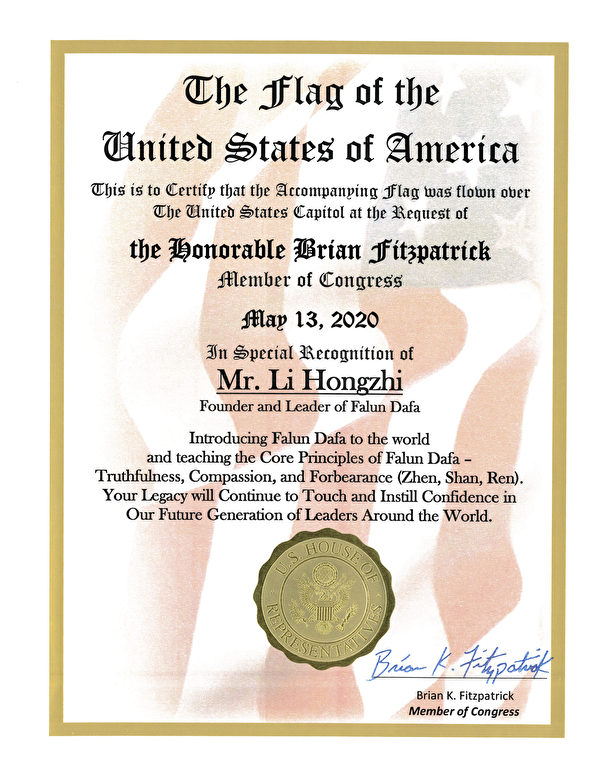 The Flag of the
United States of America
This is to Certify that the Accompanying Flag was flown over
The United States Capitol at the Request of
the Honorable Brian Fitzpatrick
Member of Congress
May 13, 2020
In Special Recognition of
Mr. Li Hongzhi
Founder and Leader of Falun Dafa
Introducing Falun Dafa to the world
and teaching the Core Principles of Falun Dafa –
Truthfulness, Compassion, and Forbearance (Zhen, Shan, Ren).
Your Legacy will Continue to Touch and Instill Confidence in
Our Future Generation of Leaders Around the World.
U.S. HOUSE OF
REPRESENTATIVES
Brian K. Fitzpatrick
Brian K. Fitzpatrick
Member of Congress